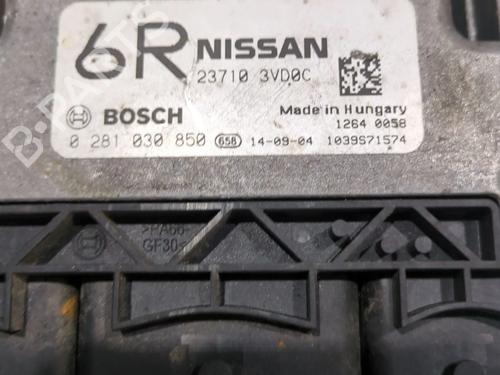 6R NISSAN
23710 3VD0C
BOSCH
Made in Hungary
1264 0058
0 281 030 850 658 14-09-04 1039S71574
>PA66-
GF30<
B-PARTS